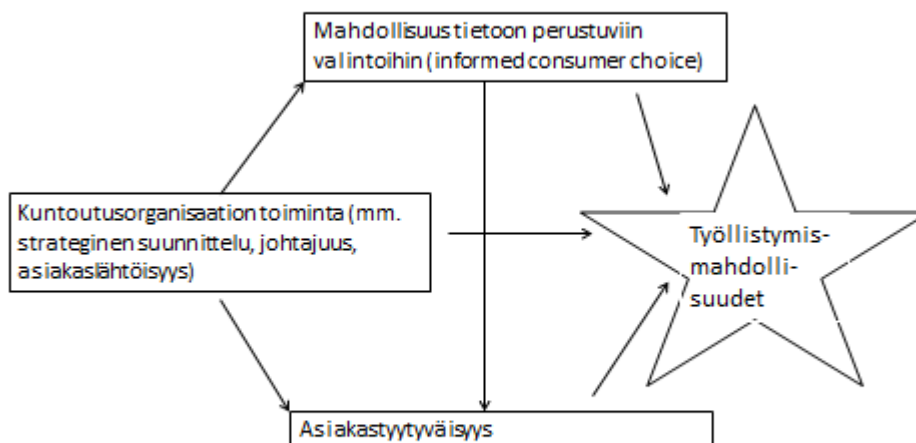 Mahdollisuus tietoon perustuviin
valintoihin (informed consumer choice)
Kuntoutusorganisaation toiminta (mm.
strateginen suunnittelu, johtajuus,
asiakaslähtöisyys)
Työllistymis-
mahdolli-
suudet
Asiakastyytyväisyys